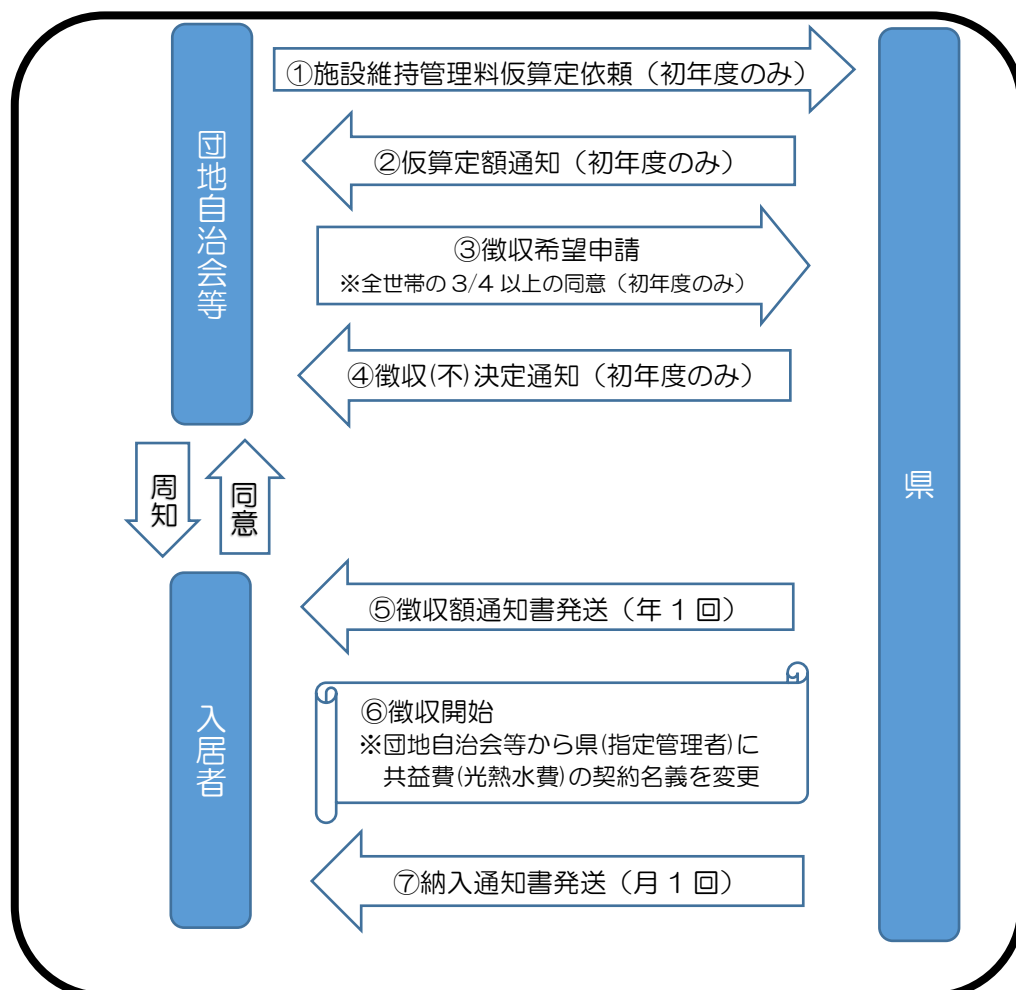 団地自治会等
①施設維持管理料仮算定依頼（初年度のみ）
②仮算定額通知（初年度のみ）
③徴収希望申請
※全世帯の 3/4 以上の同意（初年度のみ）
④徴収(不)決定通知（初年度のみ）
周知
同意
県
入居者
⑤徴収額通知書発送（年 1 回）
⑥徴収開始
※団地自治会等から県(指定管理者)に
共益費(光熱水費)の契約名義を変更
⑦納入通知書発送（月 1 回）